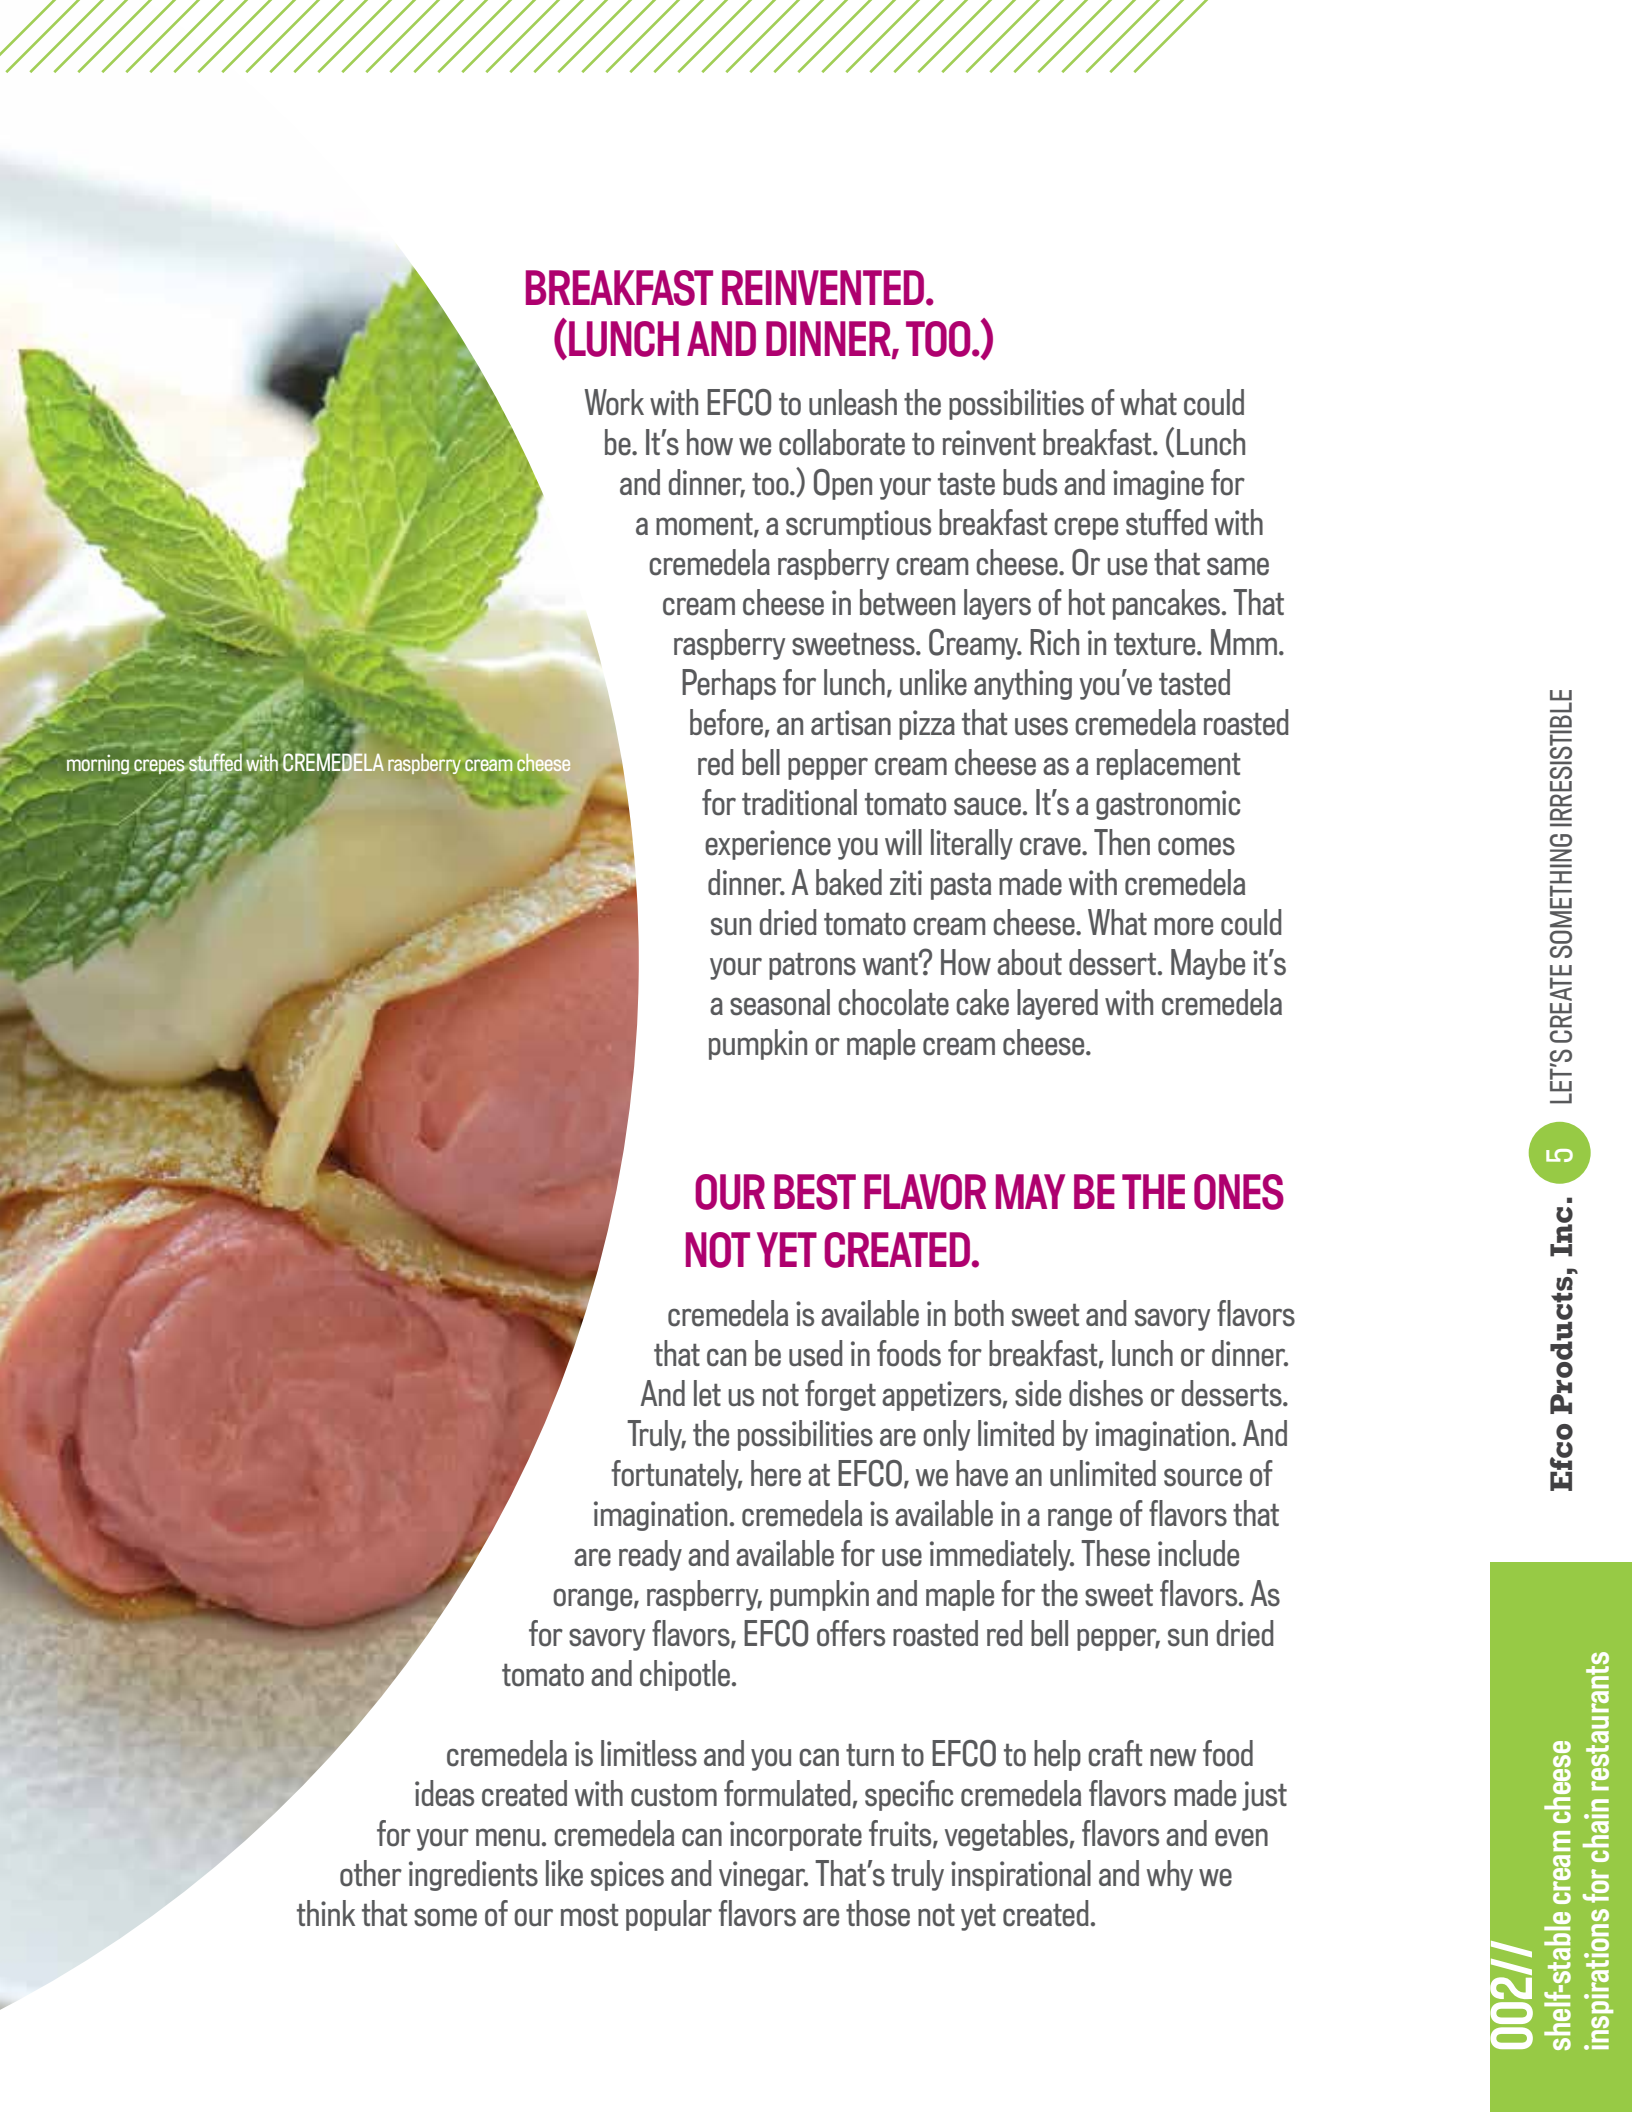 BREAKFAST REINVENTED.
(LUNCH AND DINNER, TOO.)
Work with EFCO to unleash the possibilities of what could
be. It’s how we collaborate to reinvent breakfast. (Lunch
and dinner, too.) Open your taste buds and imagine for
a moment, a scrumptious breakfast crepe stuffed with
cremedela raspberry cream cheese. Or use that same
cream cheese in between layers of hot pancakes. That
raspberry sweetness. Creamy. Rich in texture. Mmm.
Perhaps for lunch, unlike anything you’ve tasted
before, an artisan pizza that uses cremedela roasted
red bell pepper cream cheese as a replacement
for traditional tomato sauce. It’s a gastronomic
experience you will literally crave. Then comes
dinner. A baked ziti pasta made with cremedela
sun dried tomato cream cheese. What more could
your patrons want? How about dessert. Maybe it’s
a seasonal chocolate cake layered with cremedela
pumpkin or maple cream cheese.
morning crepes stuffed with CREMEDELA raspberry cream cheese
OUR BEST FLAVOR MAY BE THE ONES
NOT YET CREATED.
cremedela is available in both sweet and savory flavors
that can be used in foods for breakfast, lunch or dinner.
And let us not forget appetizers, side dishes or desserts.
Truly, the possibilities are only limited by imagination. And
fortunately, here at EFCO, we have an unlimited source of
imagination. cremedela is available in a range of flavors that
are ready and available for use immediately. These include
orange, raspberry, pumpkin and maple for the sweet flavors. As
for savory flavors, EFCO offers roasted red bell pepper, sun dried
tomato and chipotle.
cremedela is limitless and you can turn to EFCO to help craft new food
ideas created with custom formulated, specific cremedela flavors made just
for your menu. cremedela can incorporate fruits, vegetables, flavors and even
other ingredients like spices and vinegar. That’s truly inspirational and why we
think that some of our most popular flavors are those not yet created.
Efco Products, Inc. 5 LET’S CREATE SOMETHING IRRESISTIBLE
002//
shelf-stable cream cheese
inspirations for chain restaurants